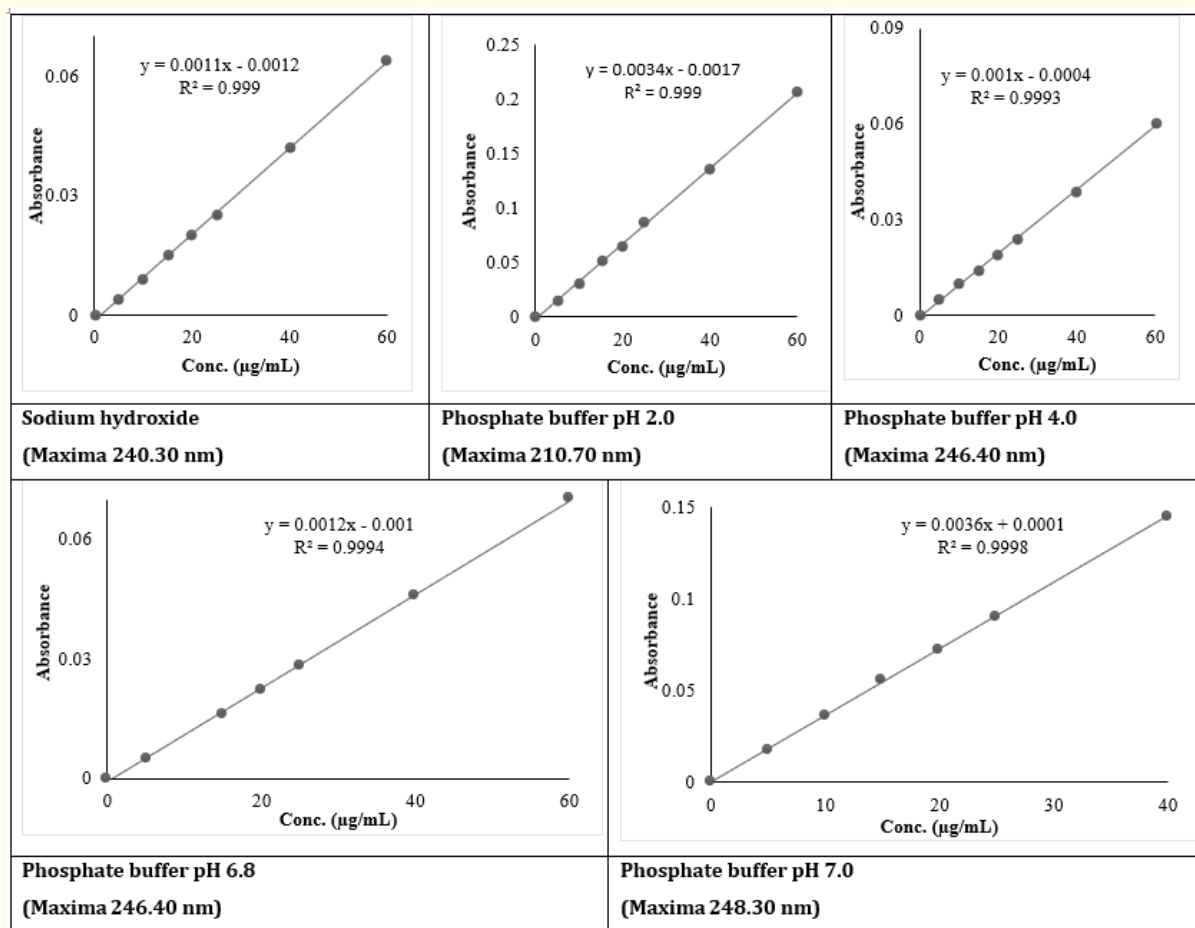 y = 0.0011x - 0.0012
R² = 0.999
0.06
0.03
0
Absorbance
0 20 40 60
Conc. (µg/mL)
y = 0.0034x - 0.0017
R² = 0.999
0.25
0.2
0.15
0.1
0.05
0
Absorbance
0 20 40 60
Conc. (µg/mL)
y = 0.001x - 0.0004
R² = 0.9993
0.09
0.06
0.03
0
Absorbance
0 20 40 60
Conc. (µg/mL)
Sodium hydroxide
(Maxima 240.30 nm)
Phosphate buffer pH 2.0
(Maxima 210.70 nm)
Phosphate buffer pH 4.0
(Maxima 246.40 nm)
y = 0.0012x - 0.001
R² = 0.9994
0.06
0.03
0
Absorbance
0 20 40 60
Conc. (µg/mL)
y = 0.0036x + 0.0001
R² = 0.9998
0.15
0.1
0.05
0
Absorbance
0 10 20 30 40
Conc. (µg/mL)
Phosphate buffer pH 6.8
(Maxima 246.40 nm)
Phosphate buffer pH 7.0
(Maxima 248.30 nm)